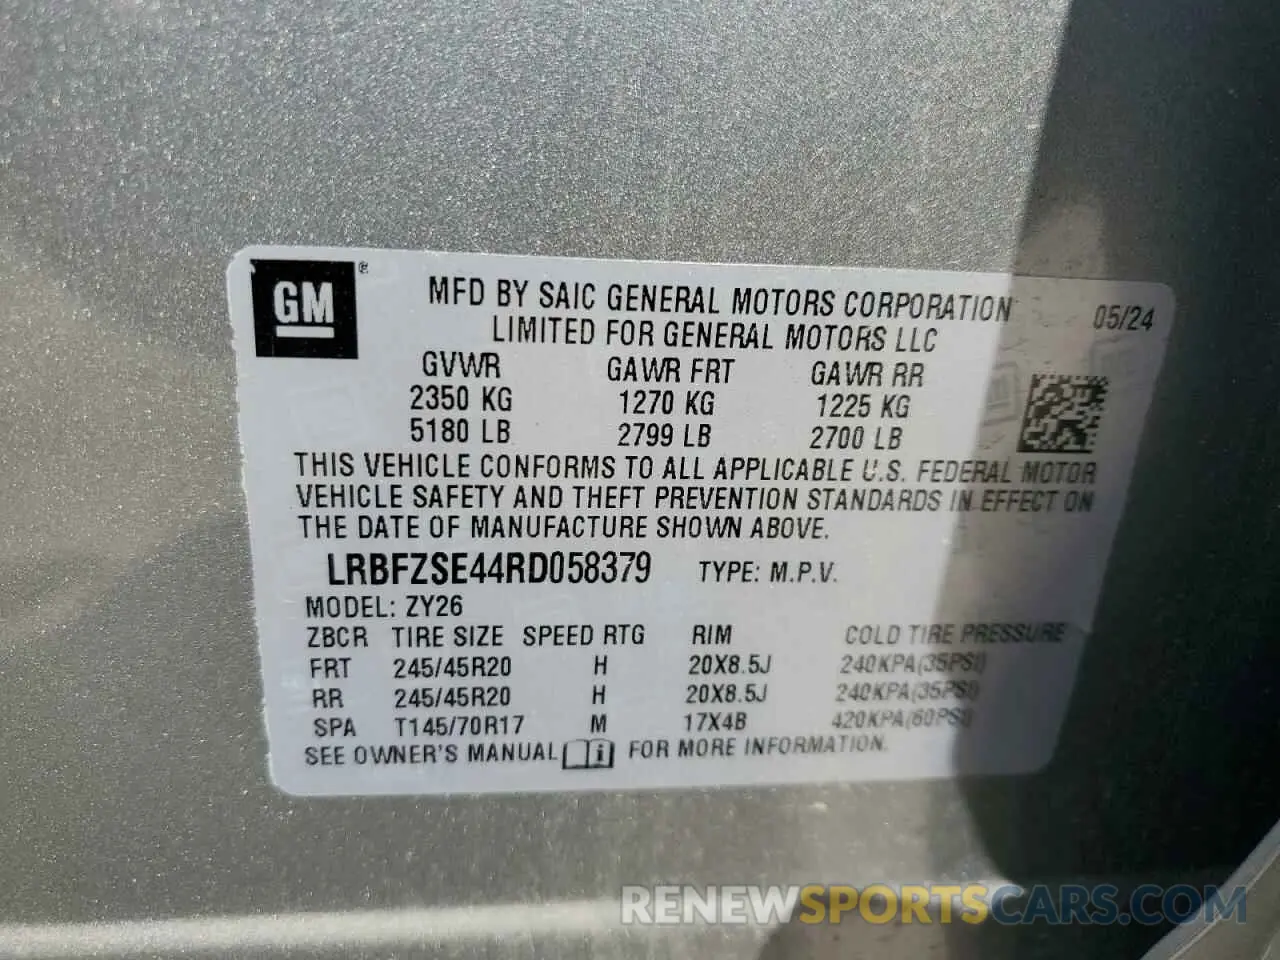 GM ®
MFD BY SAIC GENERAL MOTORS CORPORATION 05/24
LIMITED FOR GENERAL MOTORS LLC
GVWR GAWR FRT GAWR RR
2350 KG 1270 KG 1225 KG
5180 LB 2799 LB 2700 LB
THIS VEHICLE CONFORMS TO ALL APPLICABLE U.S. FEDERAL MOTOR
VEHICLE SAFETY AND THEFT PREVENTION STANDARDS IN EFFECT ON
THE DATE OF MANUFACTURE SHOWN ABOVE.
LRBFZSE44RD058379 TYPE: M.P.V.
MODEL: ZY26
ZBCR TIRE SIZE SPEED RTG RIM COLD TIRE PRESSURE
FRT 245/45R20 H 20X8.5J 240KPA(35PSI)
RR 245/45R20 H 20X8.5J 240KPA(35PSI)
SPA T145/70R17 M 17X4B 420KPA(60PSI)
SEE OWNER'S MANUAL i FOR MORE INFORMATION.
RENEWSPORTSCARS.COM